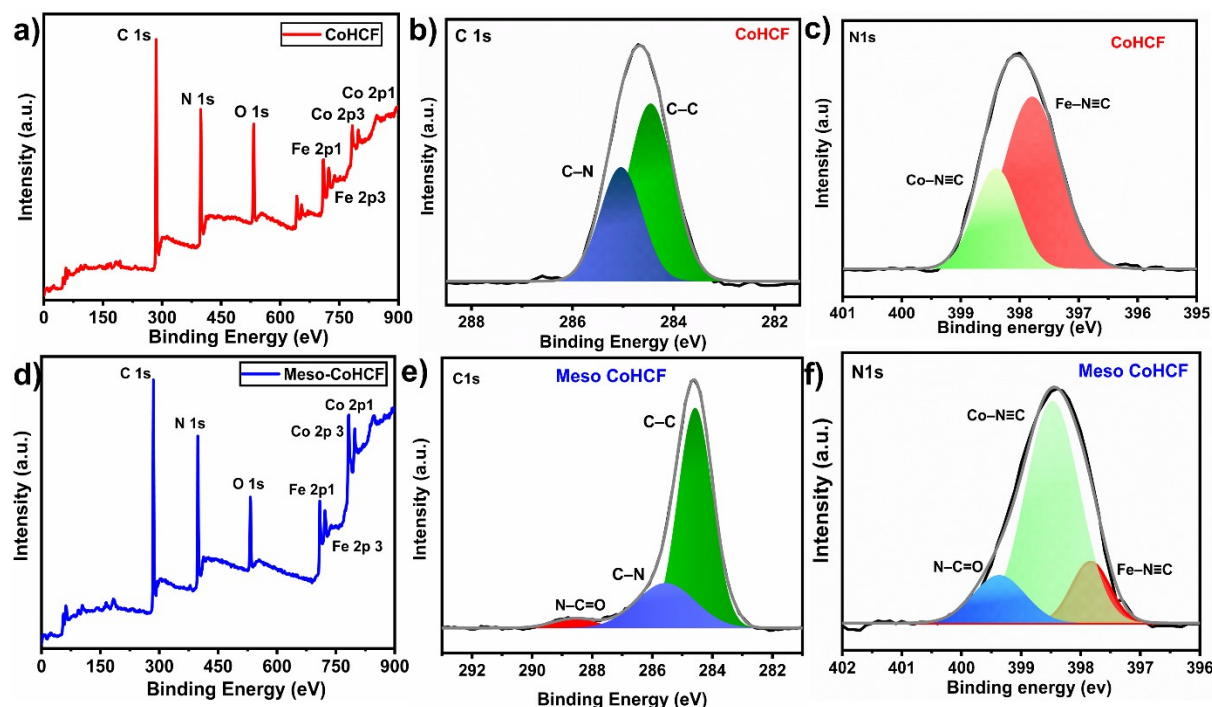 a)
CoHCF
C 1s
N 1s
O 1s
Fe 2p1
Fe 2p3
Co 2p3
Co 2p1
Intensity (a.u.)
0 150 300 450 600 750 900
Binding Energy (eV)
b)
C 1s
CoHCF
C–C
C–N
Intensity (a.u.)
288 286 284 282
Binding Energy (eV)
c)
N1s
CoHCF
Fe–N≡C
Co–N≡C
Intensity (a.u)
401 400 399 398 397 396 395
Binding energy (eV)
d)
Meso-CoHCF
C 1s
N 1s
O 1s
Fe 2p1
Fe 2p 3
Co 2p1
Co 2p 3
Intensity (a.u.)
0 150 300 450 600 750 900
Binding Energy (eV)
e)
C1s
Meso CoHCF
C–C
C–N
N–C=O
Intensity (a.u.)
292 290 288 286 284 282
Binding Energy (eV)
f)
N1s
Meso CoHCF
Co–N≡C
N–C=O
Fe–N≡C
Intensity (a.u.)
402 401 400 399 398 397 396
Binding energy (ev)